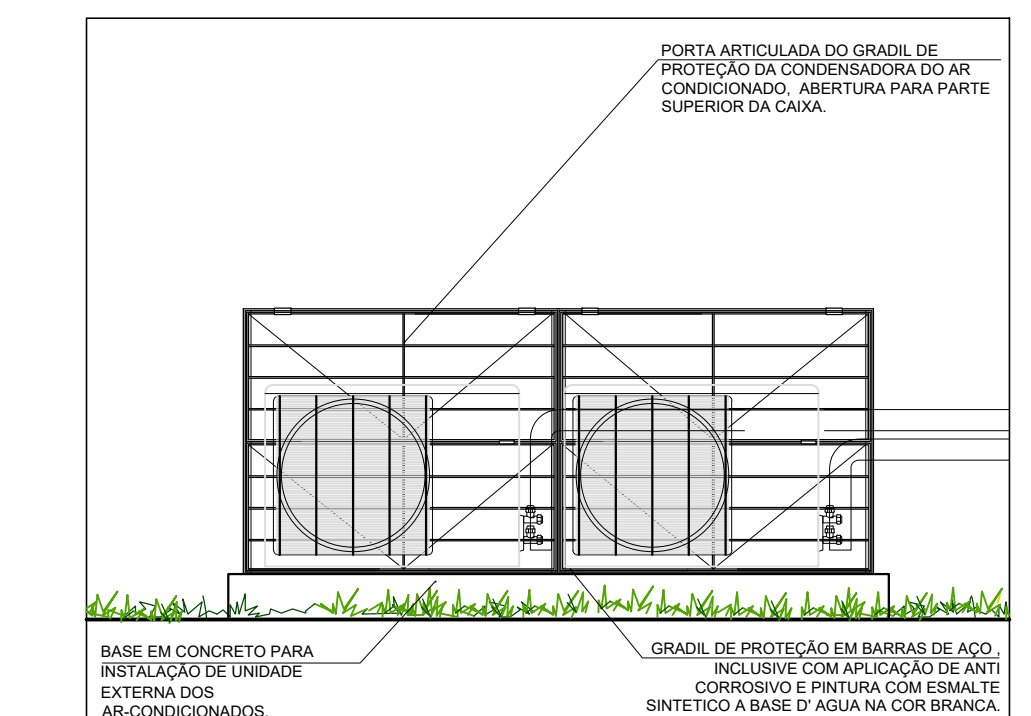 PORTA ARTICULADA DO GRADIL DE
PROTEÇÃO DA CONDENSADORA DO AR
CONDICIONADO, ABERTURA PARA PARTE
SUPERIOR DA CAIXA.
BASE EM CONCRETO PARA
INSTALAÇÃO DE UNIDADE
EXTERNA DOS
AR-CONDICIONADOS.
GRADIL DE PROTEÇÃO EM BARRAS DE AÇO ,
INCLUSIVE COM APLICAÇÃO DE ANTI
CORROSIVO E PINTURA COM ESMALTE
SINTETICO A BASE D' AGUA NA COR BRANCA.